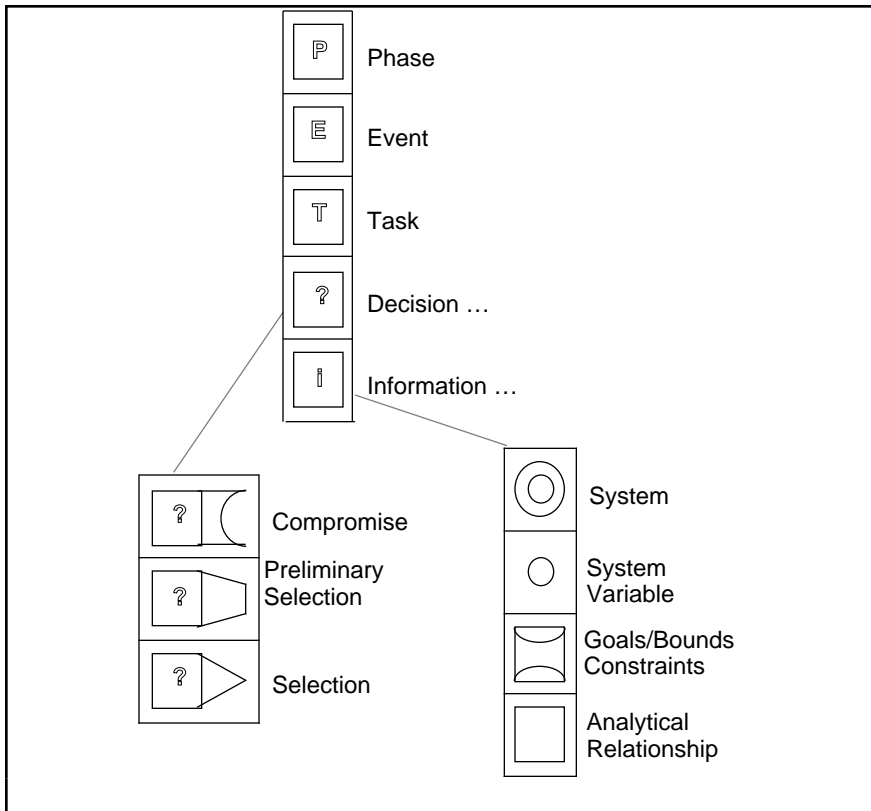 P Phase
E Event
T Task
? Decision …
i Information …
? Compromise
? Preliminary
Selection
? Selection
System
System
Variable
Goals/Bounds
Constraints
Analytical
Relationship